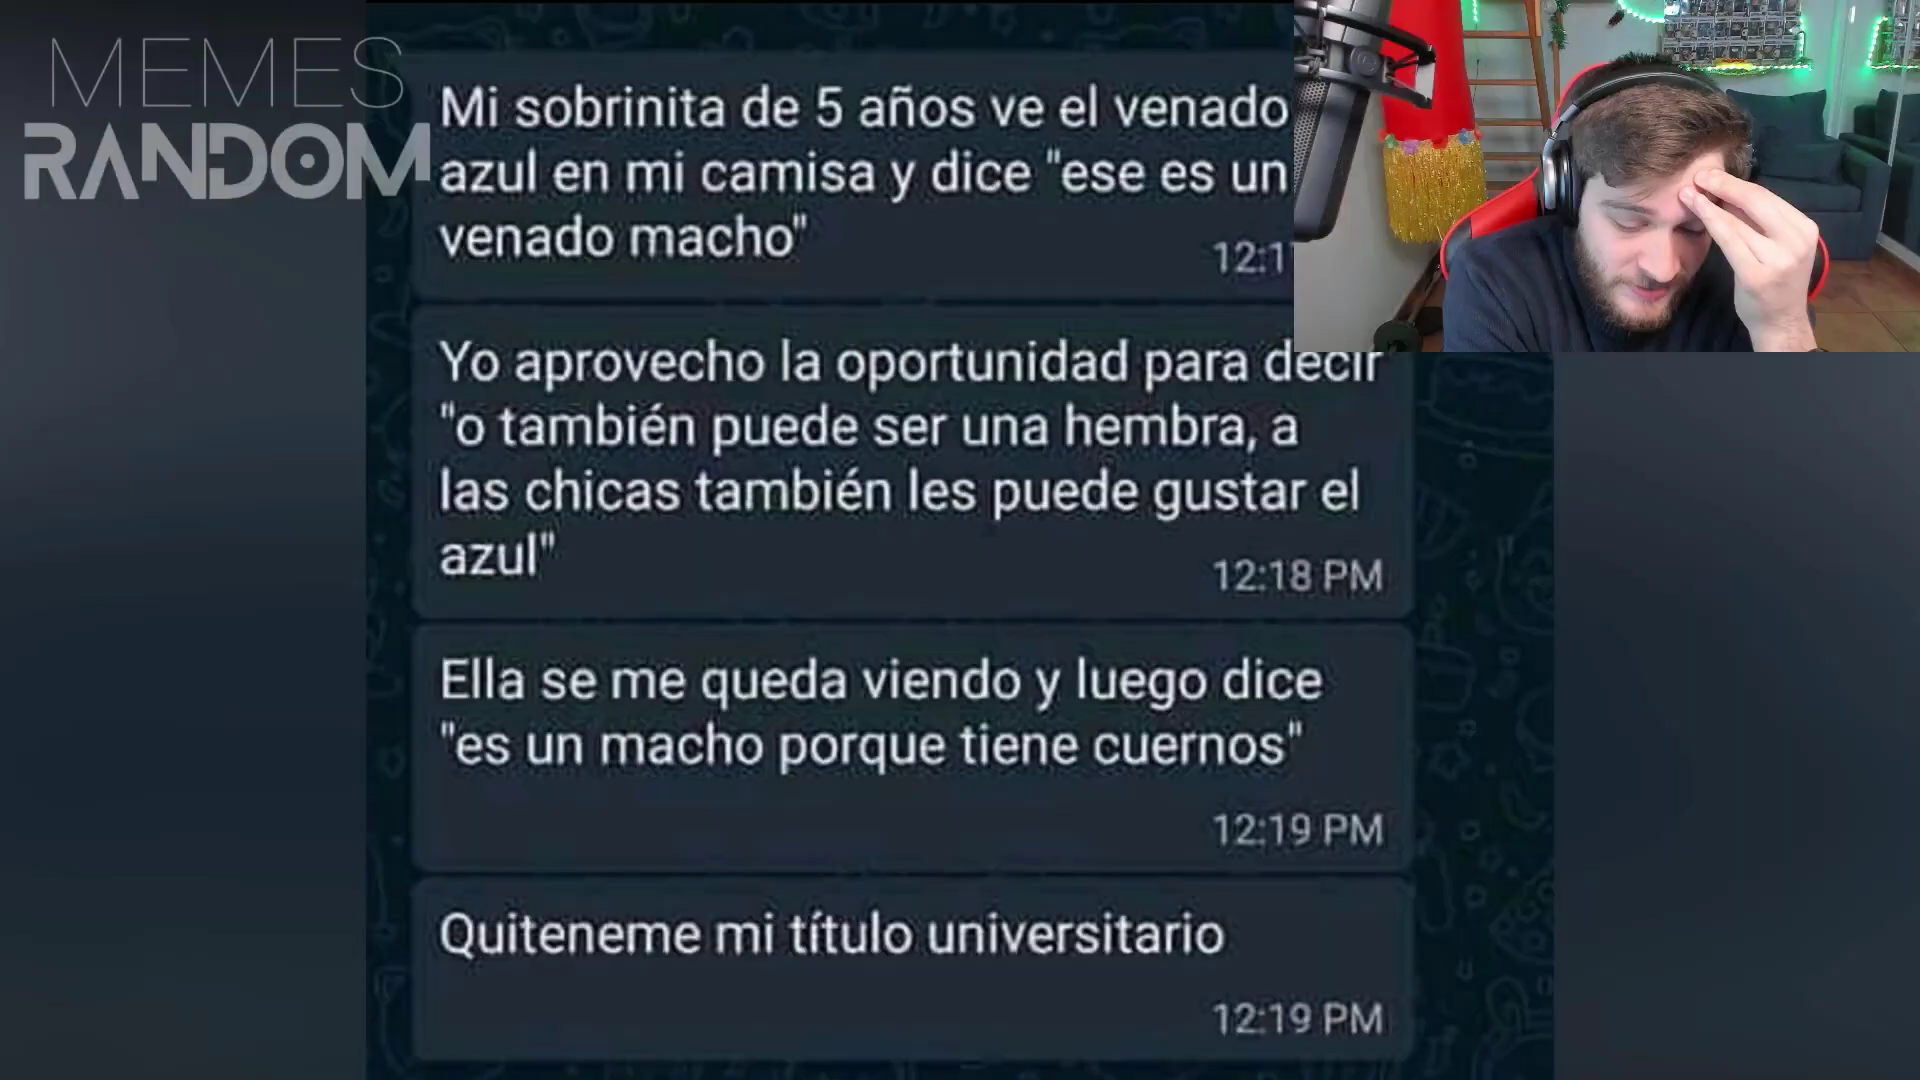 MEMES
RANDOM
Mi sobrinita de 5 años ve el venado
azul en mi camisa y dice "ese es un
venado macho"
Yo aprovecho la oportunidad para decir
"o también puede ser una hembra, a
las chicas también les puede gustar el
azul"
12:18 PM
Ella se me queda viendo y luego dice
"es un macho porque tiene cuernos"
12:19 PM
Quiteneme mi título universitario
12:19 PM